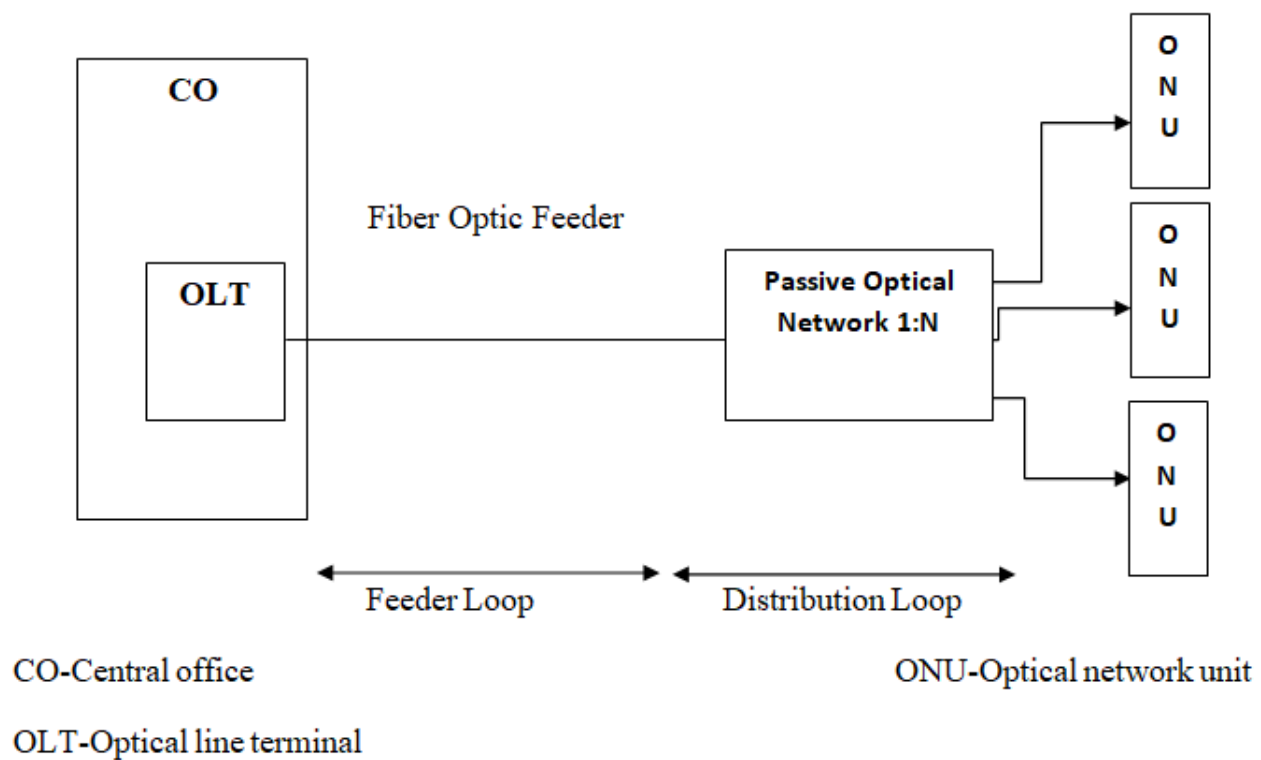 CO
OLT
Fiber Optic Feeder
Passive Optical
Network 1:N
O
N
U
O
N
U
O
N
U
Feeder Loop
Distribution Loop
CO-Central office
ONU-Optical network unit
OLT-Optical line terminal